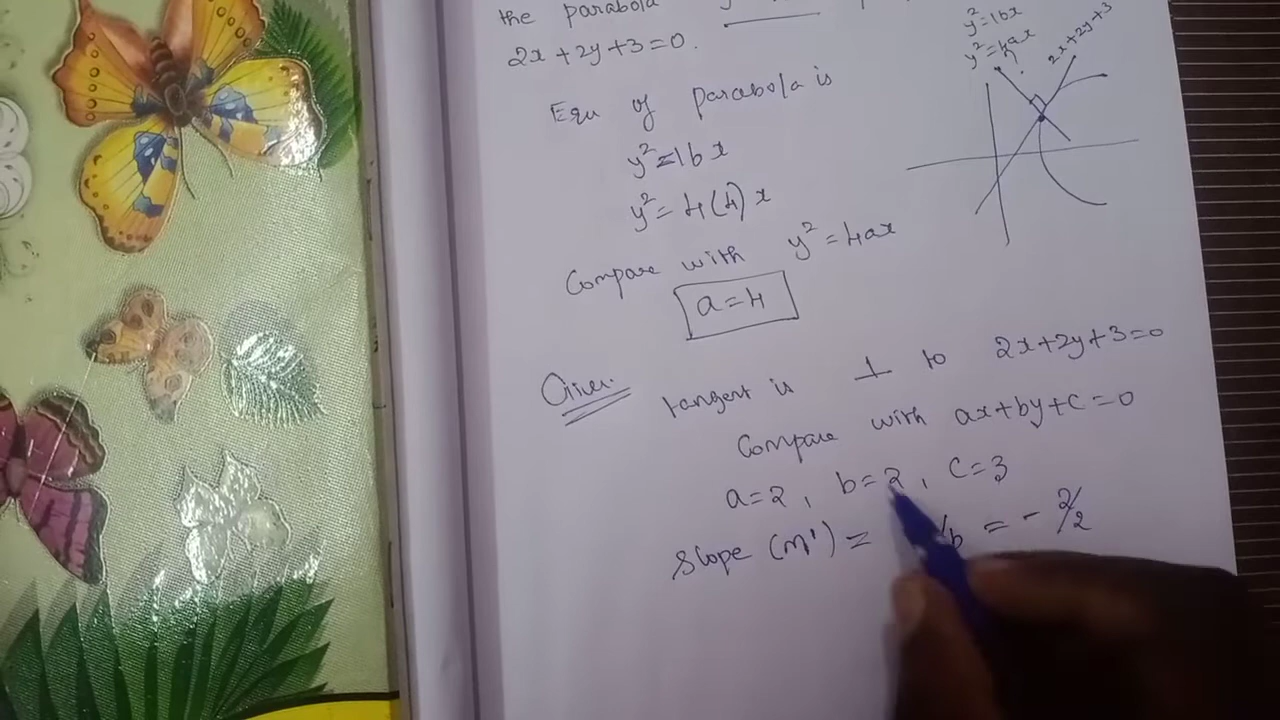 the parabola
2x+2y+3=0.
y²=16x
y²=4ax
2x+2y+3
Equ of parabola is
y²=16x
y²=4(4)x
Compare with y²=4ax
a=4
Given
tangent is ⊥ to 2x+2y+3=0
Compare with ax+by+c=0
a=2, b=2, c=3
Slope (m') = /b = -2/2